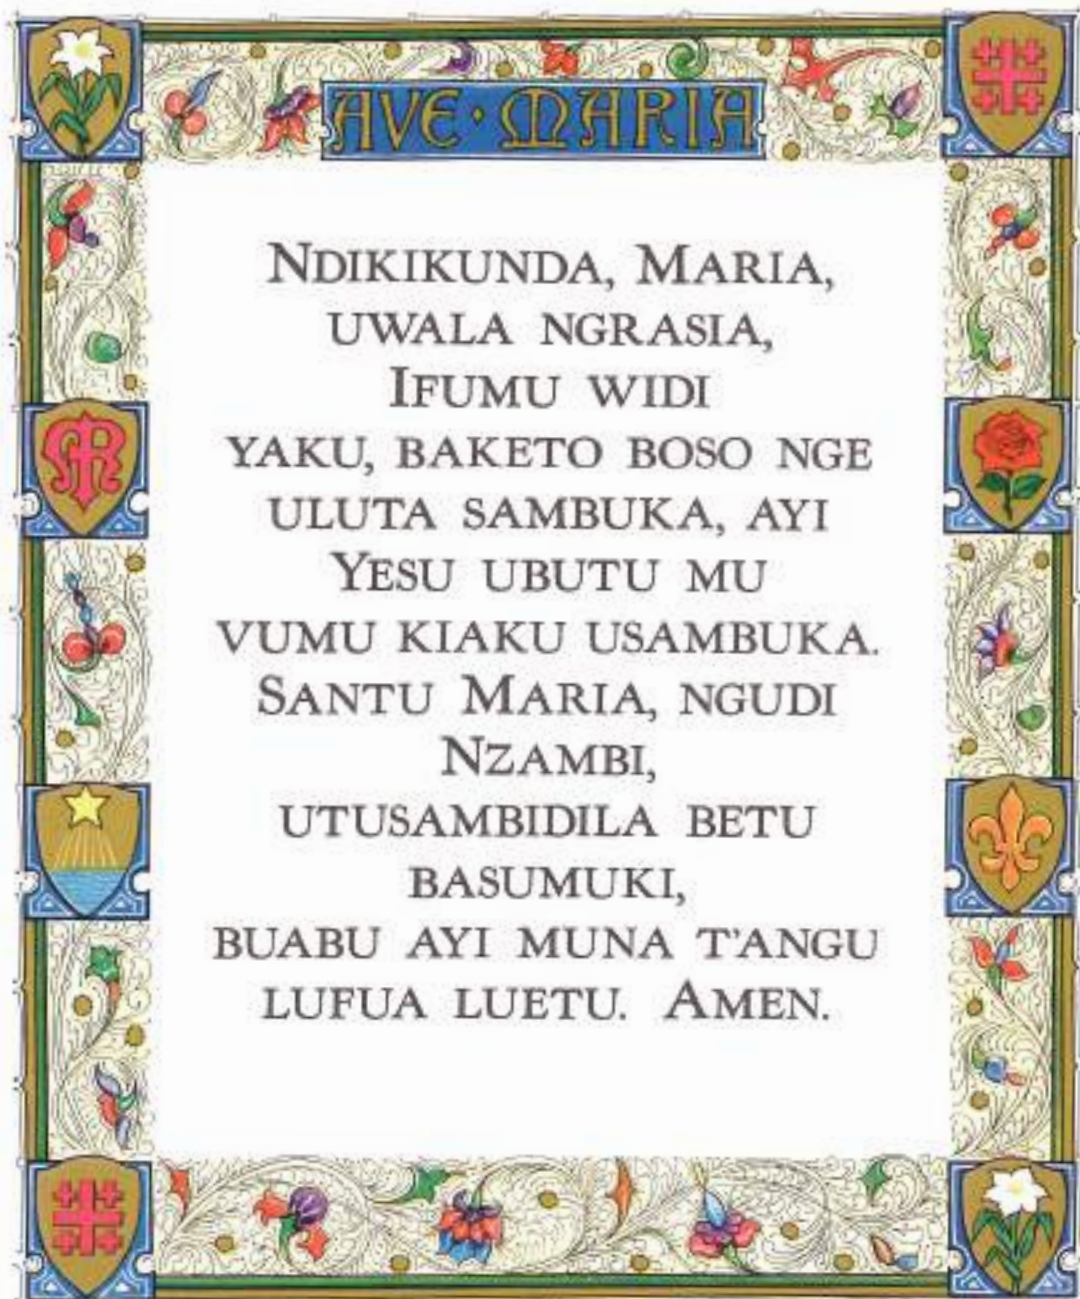 AVE·MARIA
NDIKIKUNDA, MARIA,
UWALA NGRASIA,
IFUMU WIDI
YAKU, BAKETO BOSO NGE
ULUTA SAMBUKA, AYI
YESU UBUTU MU
VUMU KIAKU USAMBUKA.
SANTU MARIA, NGUDI
NZAMBI,
UTUSAMBIDILA BETU
BASUMUKI,
BUABU AYI MUNA T'ANGU
LUFUA LUETU. AMEN.